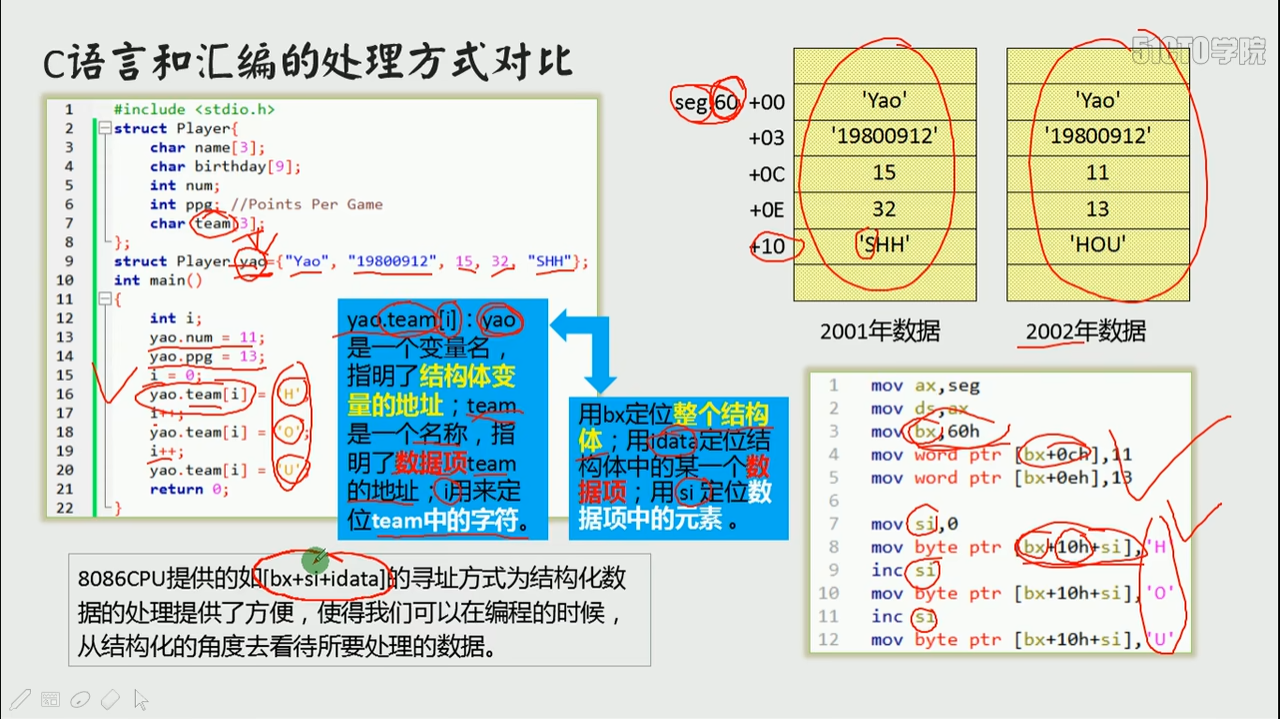 C语言和汇编的处理方式对比
51CTO学院
1 #include <stdio.h>
2 struct Player{
3 char name[3];
4 char birthday[9];
5 int num;
6 int ppg; //Points Per Game
7 char team[3];
8 };
9 struct Player yao={"Yao", "19800912", 15, 32, "SHH"};
10 int main()
11 {
12 int i;
13 yao.num = 11;
14 yao.ppg = 13;
15 i = 0;
16 yao.team[i] = 'H';
17 i++;
18 yao.team[i] = 'O';
19 i++;
20 yao.team[i] = 'U';
21 return 0;
22 }
yao.team[i]：yao
是一个变量名，
指明了结构体变
量的地址；team
是一个名称，指
明了数据项team
的地址；i用来定
位team中的字符。
用bx定位整个结构
体；用idata定位结
构体中的某一个数
据项；用si定位数
据项中的元素。
seg:60 +00 'Yao' 'Yao'
+03 '19800912' '19800912'
+0C 15 11
+0E 32 13
+10 'SHH' 'HOU'
2001年数据 2002年数据
1 mov ax,seg
2 mov ds,ax
3 mov bx,60h
4 mov word ptr [bx+0ch],11
5 mov word ptr [bx+0eh],13
6
7 mov si,0
8 mov byte ptr [bx+10h+si],'H
9 inc si
10 mov byte ptr [bx+10h+si],'O'
11 inc si
12 mov byte ptr [bx+10h+si],'U'
8086CPU提供的如[bx+si+idata]的寻址方式为结构化数
据的处理提供了方便，使得我们可以在编程的时候，
从结构化的角度去看待所要处理的数据。